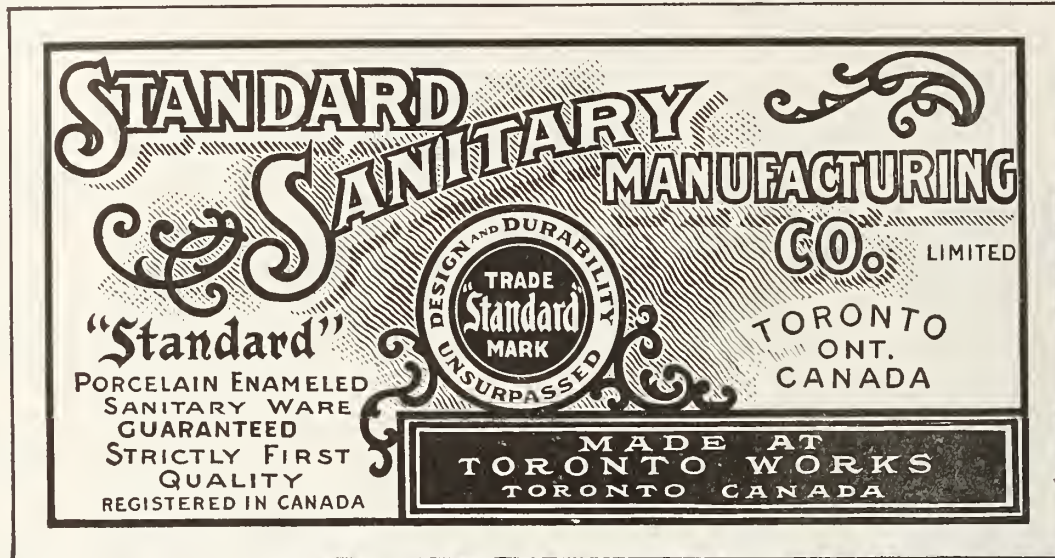 STANDARD
SANITARY
MANUFACTURING
CO. LIMITED
TORONTO
ONT.
CANADA
DESIGN AND DURABILITY
UNSURPASSED
TRADE
"Standard"
MARK
"Standard"
PORCELAIN ENAMELED
SANITARY WARE
GUARANTEED
STRICTLY FIRST
QUALITY
REGISTERED IN CANADA
MADE AT
TORONTO WORKS
TORONTO CANADA